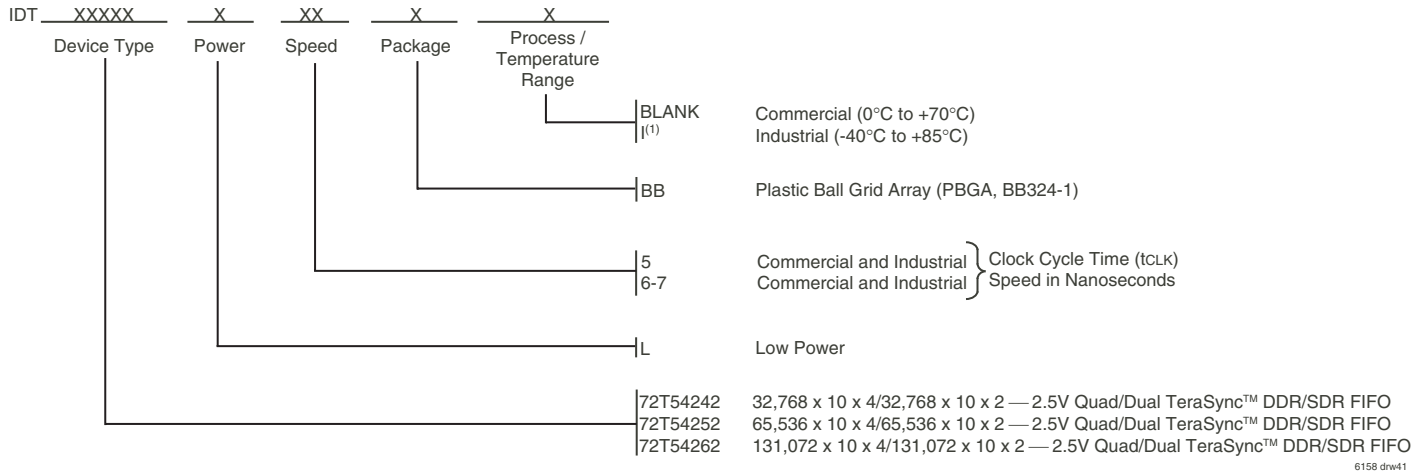 IDT XXXXX X XX X X
Device Type Power Speed Package Process / Temperature Range
BLANK Commercial (0°C to +70°C)
I(1) Industrial (-40°C to +85°C)
BB Plastic Ball Grid Array (PBGA, BB324-1)
5 Commercial and Industrial Clock Cycle Time (tCLK)
6-7 Commercial and Industrial Speed in Nanoseconds
L Low Power
72T54242 32,768 x 10 x 4/32,768 x 10 x 2 — 2.5V Quad/Dual TeraSync™ DDR/SDR FIFO
72T54252 65,536 x 10 x 4/65,536 x 10 x 2 — 2.5V Quad/Dual TeraSync™ DDR/SDR FIFO
72T54262 131,072 x 10 x 4/131,072 x 10 x 2 — 2.5V Quad/Dual TeraSync™ DDR/SDR FIFO
6158 drw41